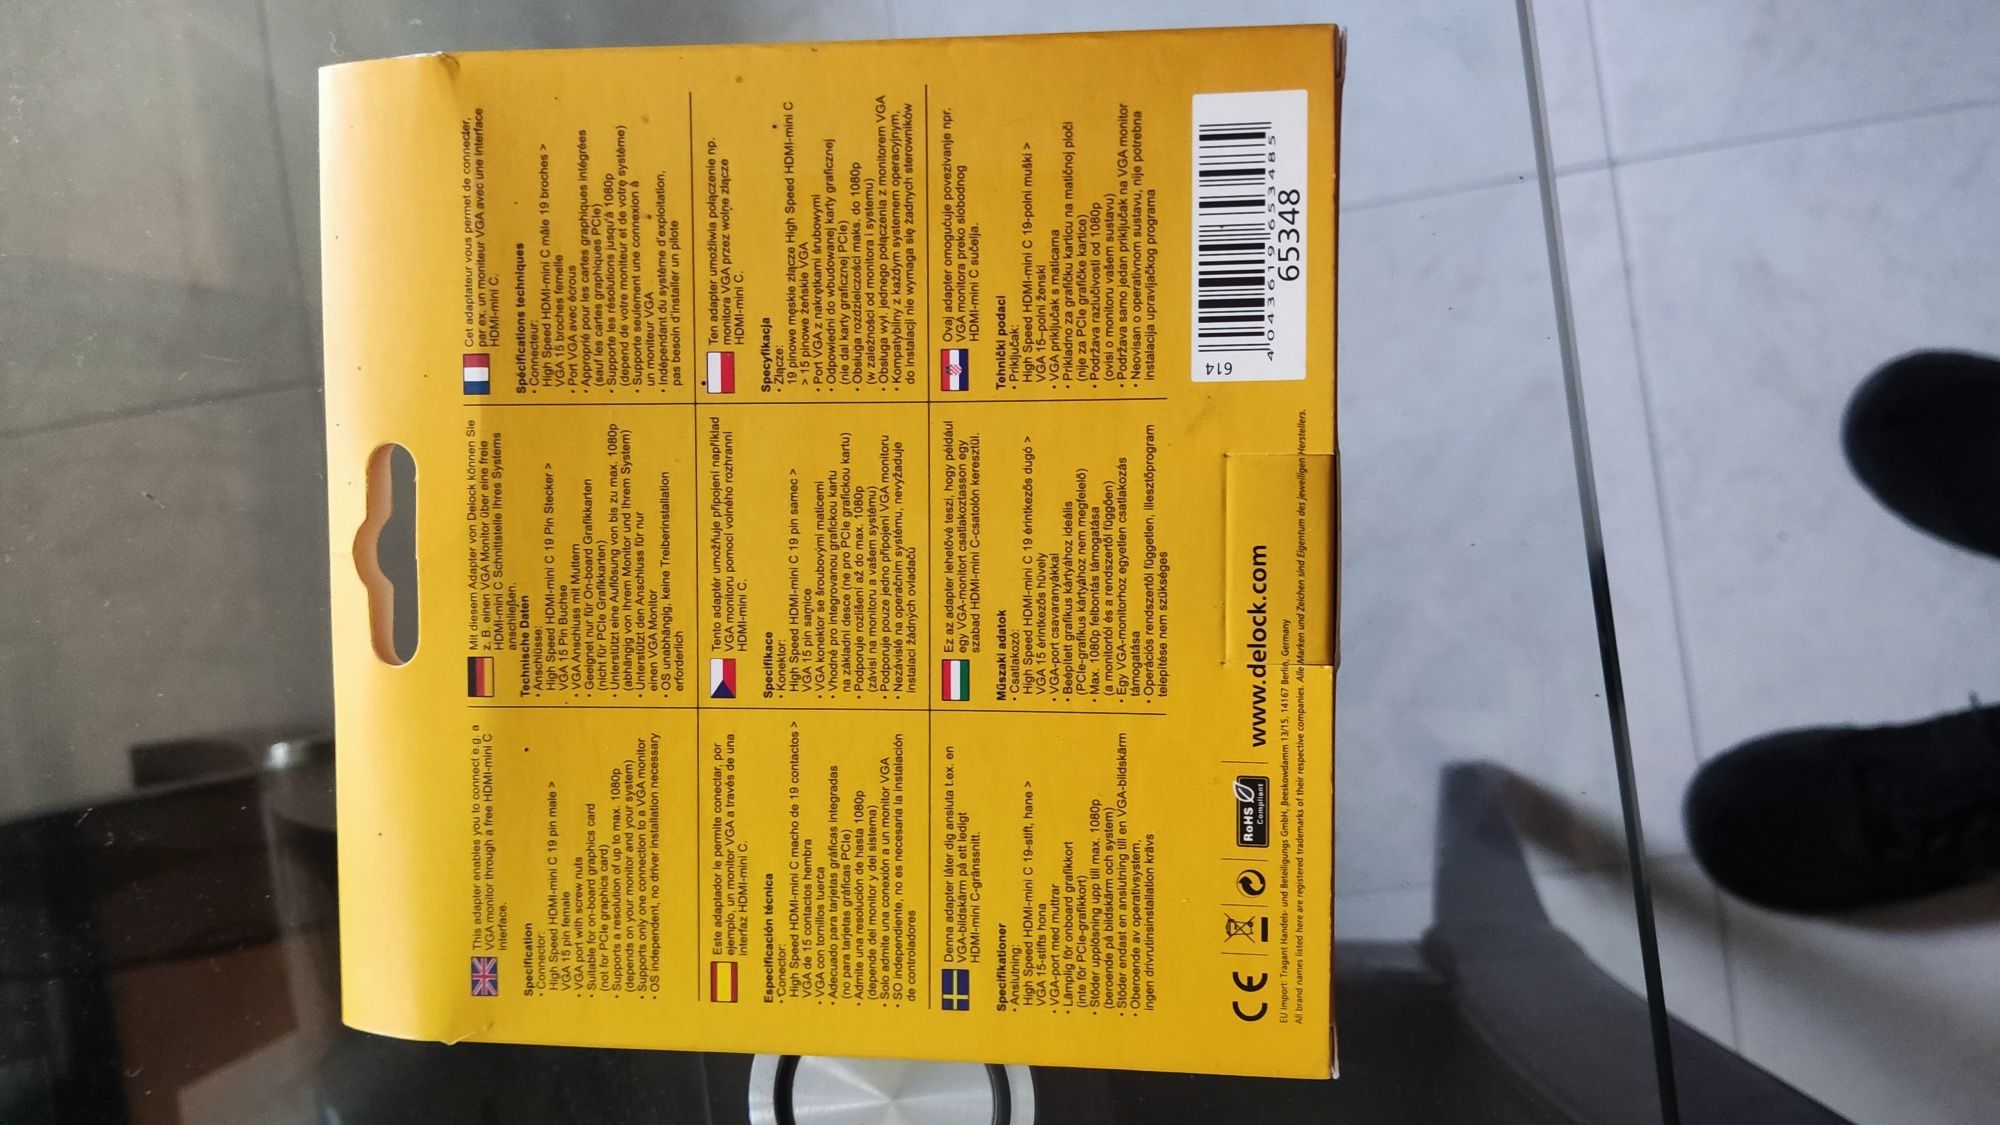 This adapter enables you to connect e.g. a
VGA monitor through a free HDMI-mini C
interface.
Specification
• Connector:
High Speed HDMI-mini C 19 pin male >
VGA 15 pin female
• VGA port with screw nuts
• Suitable for on-board graphics card
(not for PCIe graphics card)
• Supports a resolution of up to max. 1080p
(depends on your monitor and your system)
• Supports only one connection to a VGA monitor
• OS independent, no driver installation necessary
Mit diesem Adapter von Delock können Sie
z. B. einen VGA Monitor über eine freie
HDMI-mini C Schnittstelle Ihres Systems
anschließen.
Technische Daten
• Anschlüsse:
High Speed HDMI-mini C 19 Pin Stecker >
VGA 15 Pin Buchse
• VGA Anschluss mit Muttern
• Geeignet nur für On-board Grafikkarten
(nicht für PCIe Grafikkarten)
• Unterstützt eine Auflösung von bis zu max. 1080p
(abhängig von Ihrem Monitor und Ihrem System)
• Unterstützt den Anschluss für nur
einen VGA Monitor
• OS unabhängig, keine Treiberinstallation
erforderlich
Cet adaptateur vous permet de connecter,
par ex. un moniteur VGA avec une interface
HDMI-mini C.
Spécifications techniques
• Connecteur:
High Speed HDMI-mini C mâle 19 broches >
VGA 15 broches femelle
• Port VGA avec écrous
• Approprié pour les cartes graphiques intégrées
(sauf les cartes graphiques PCIe)
• Supporte les résolutions jusqu'à 1080p
(depend de votre moniteur et de votre système)
• Supporte seulement une connexion à
un moniteur VGA
• Indépendant du système d'exploitation,
pas besoin d'installer un pilote
Este adaptador le permite conectar, por
ejemplo, un monitor VGA a través de una
interfaz HDMI-mini C.
Especificación técnica
• Conector:
High Speed HDMI-mini C macho de 19 contactos >
VGA de 15 contactos hembra
• VGA con tornillos tuerca
• Adecuado para tarjetas gráficas integradas
(no para tarjetas gráficas PCIe)
• Admite una resolución de hasta 1080p
(depende del monitor y del sistema)
• Solo admite una conexión a un monitor VGA
• SO independiente, no es necesaria la instalación
de controladores
Tento adaptér umožňuje připojení například
VGA monitoru pomocí volného rozhranní
HDMI-mini C.
Specifikace
• Konektor:
High Speed HDMI-mini C 19 pin samec >
VGA 15 pin samice
• VGA konektor se šroubovými maticemi
• Vhodné pro integrovanou grafickou kartu
na základní desce (ne pro PCIe grafickou kartu)
• Podporuje rozlišení až do max. 1080p
(závisí na monitoru a vašem systému)
• Podporuje pouze jedno připojení VGA monitoru
• Nezávislé na operačním systému, nevyžaduje
instalaci žádných ovladačů
Ten adapter umożliwia połączenie np.
monitora VGA przez wolne złącze
HDMI-mini C.
Specyfikacja
• Złącze:
19 pinowe męskie złącze High Speed HDMI-mini C
> 15 pinowe żeńskie VGA
• Port VGA z nakrętkami śrubowymi
• Odpowiedni do wbudowanej karty graficznej
(nie dal karty graficznej PCIe)
• Obsługa rozdzielczości maks. do 1080p
(w zależności od monitora i systemu)
• Obsługa wył. jednego połączenia z monitorem VGA
• Kompatybilny z każdym systemem operacyjnym,
do instalacji nie wymaga się żadnych sterowników
Denna adapter låter dig ansluta t.ex. en
VGA-bildskärm på ett ledigt
HDMI-mini C-gränssnitt.
Specifikationer
• Anslutning:
High Speed HDMI-mini C 19-stift, hane >
VGA 15-stifts hona
• VGA-port med muttrar
• Lämplig för onboard grafikkort
(inte för PCIe-grafikkort)
• Stöder upplösning upp till max. 1080p
(beroende på bildskärm och system)
• Stöder endast en anslutning till en VGA-bildskärm
• Oberoende av operativsystem,
ingen drivrutinsinstallation krävs
Ez az adapter lehetővé teszi, hogy például
egy VGA-monitort csatlakoztasson egy
szabad HDMI-mini C-csatolón keresztül.
Műszaki adatok
• Csatlakozó:
High Speed HDMI-mini C 19 érintkezős dugó >
VGA 15 érintkezős hüvely
• VGA-port csavaranyákkal
• Beépített grafikus kártyához ideális
(PCIe-grafikus kártyához nem megfelelő)
• Max. 1080p felbontás támogatása
(a monitortól és a rendszertől függően)
• Egy VGA-monitorhoz egyetlen csatlakozás
támogatása
• Operációs rendszertől független, illesztőprogram
telepítése nem szükséges
Ovaj adapter omogućuje povezivanje npr.
VGA monitora preko slobodnog
HDMI-mini C sučelja.
Tehnički podaci
• Priključak:
High Speed HDMI-mini C 19-polni muški >
VGA 15–polni ženski
• VGA priključak s maticama
• Prikladno za grafičku karticu na matičnoj ploči
(nije za PCIe grafičke kartice)
• Podržava razlučivosti od 1080p
(ovisi o monitoru vašem sustavu)
• Podržava samo jedan priključak na VGA monitor
• Neovisan o operativnom sustavu, nije potrebna
instalacija upravljačkog programa
CE
RoHS
Compliant
www.delock.com
EU Import: Tragant Handels- und Beteiligungs GmbH, Beeskowdamm 13/15, 14167 Berlin, Germany
All brand names listed here are registered trademarks of their respective companies. Alle Marken und Zeichen sind Eigentum des jeweiligen Herstellers.
614
4 043619 653485
65348